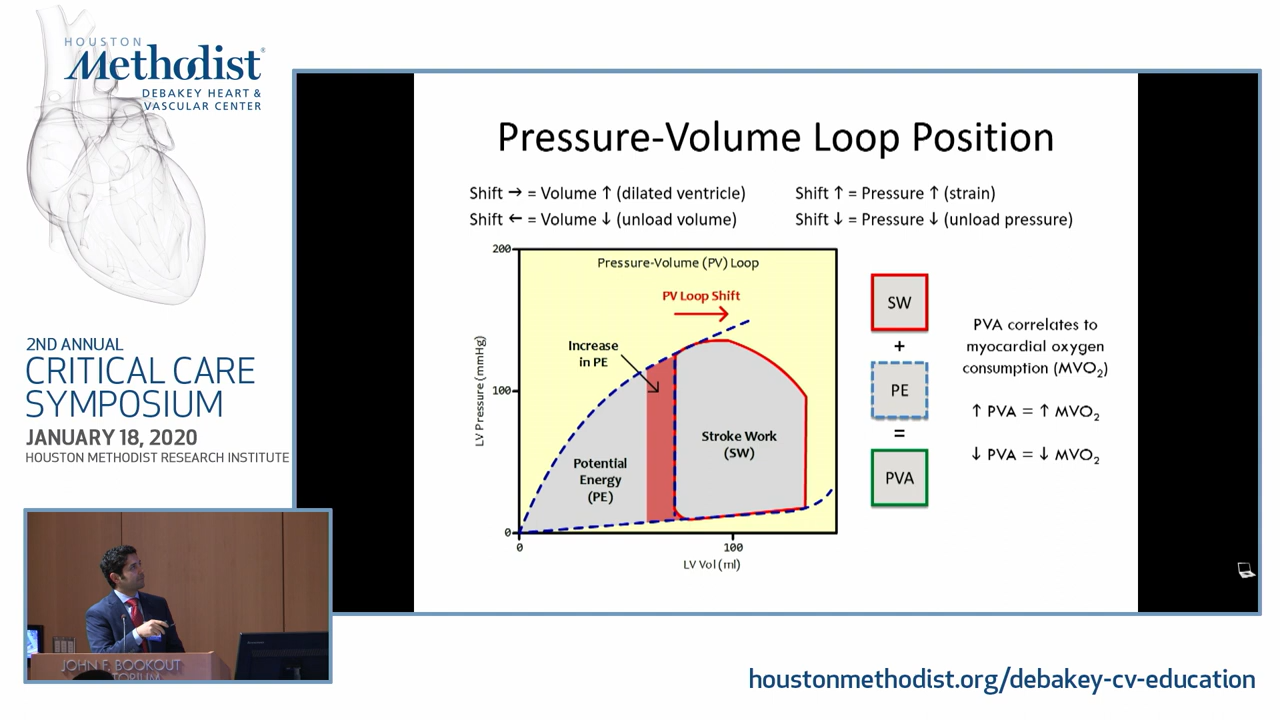 HOUSTON
Methodist®
DEBAKEY HEART &
VASCULAR CENTER
2ND ANNUAL
CRITICAL CARE
SYMPOSIUM
JANUARY 18, 2020
HOUSTON METHODIST RESEARCH INSTITUTE
Pressure-Volume Loop Position
Shift → = Volume ↑ (dilated ventricle)
Shift ← = Volume ↓ (unload volume)
Shift ↑ = Pressure ↑ (strain)
Shift ↓ = Pressure ↓ (unload pressure)
Pressure-Volume (PV) Loop
PV Loop Shift
Increase
in PE
Stroke Work
(SW)
Potential
Energy
(PE)
LV Pressure (mmHg)
200
100
0
0
100
LV Vol (ml)
SW
+
PE
=
PVA
PVA correlates to
myocardial oxygen
consumption (MVO₂)
↑ PVA = ↑ MVO₂
↓ PVA = ↓ MVO₂
JOHN F. BOOKOUT
houstonmethodist.org/debakey-cv-education